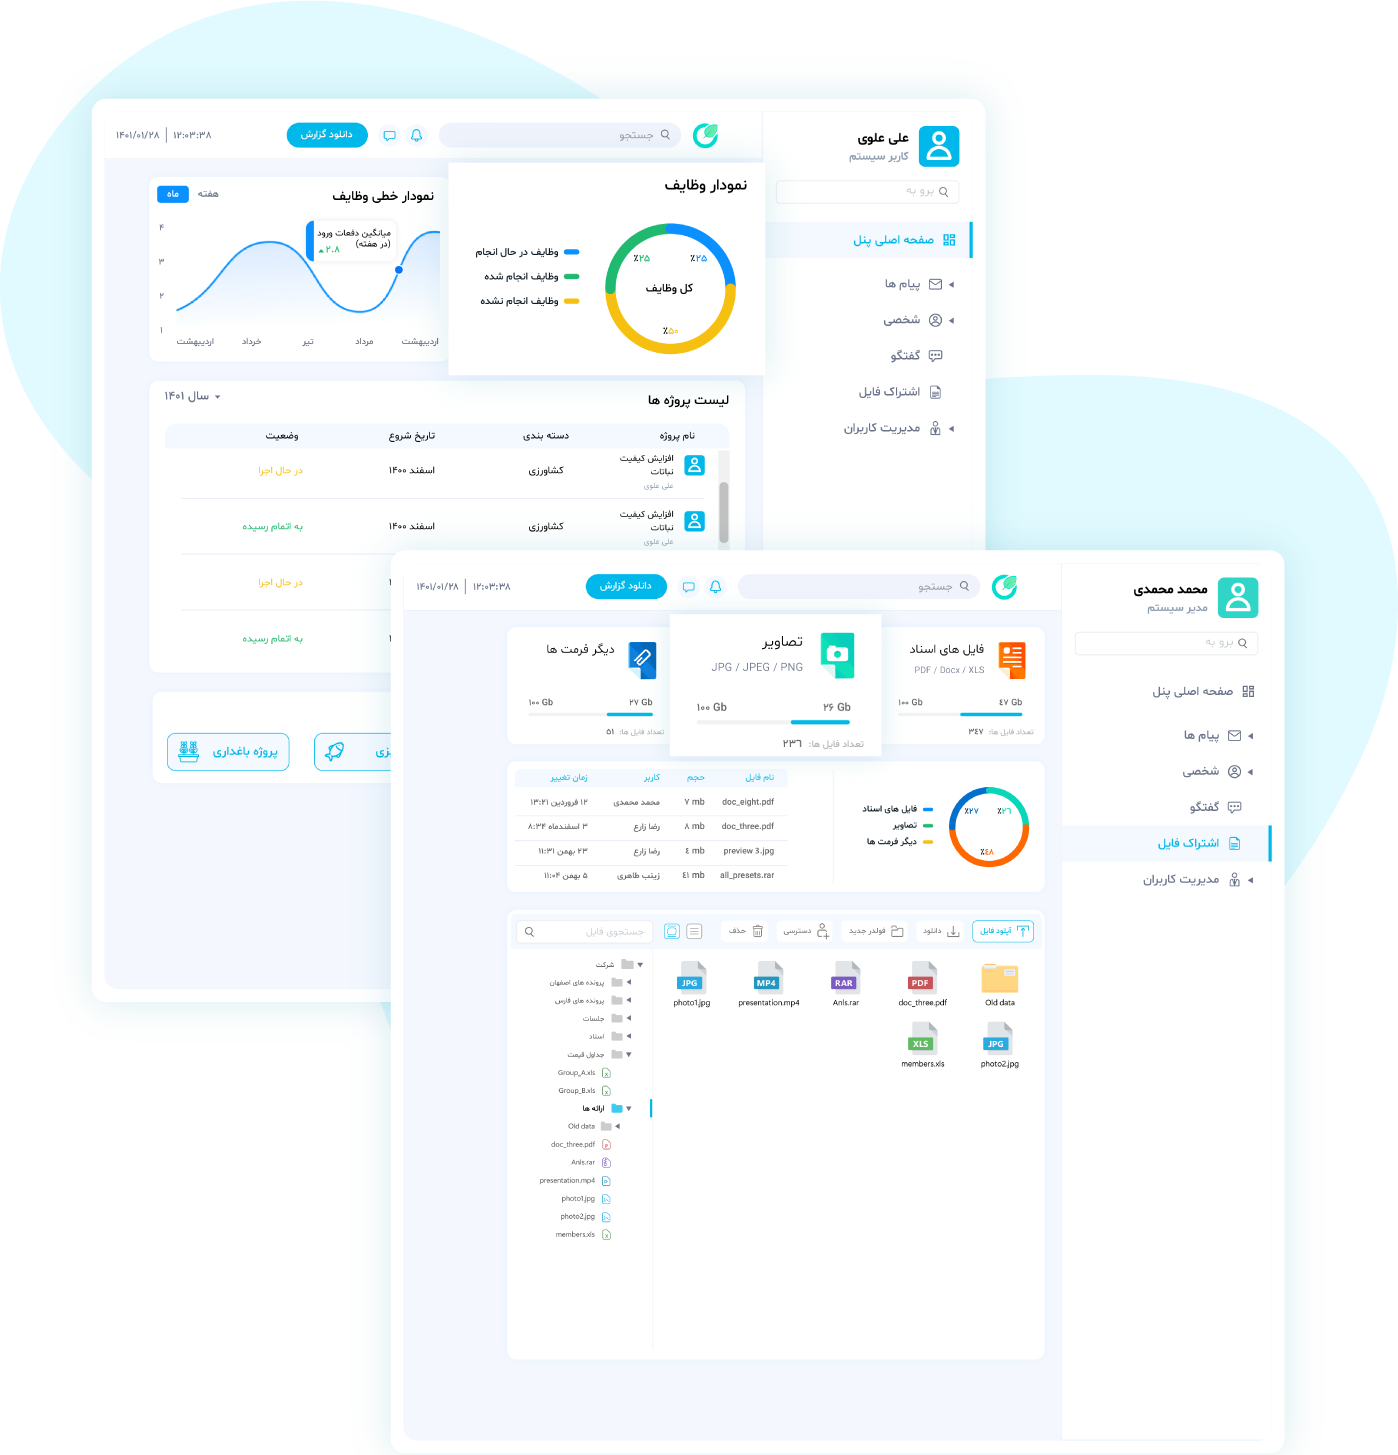 علی علوی
کاربر سیستم
برو به
صفحه اصلی پنل
پیام ها
شخصی
گفتگو
اشتراک فایل
مدیریت کاربران
جستجو
دانلود گزارش
۱۲:۰۳:۳۸ | ۱۴۰۱/۰۱/۲۸
نمودار وظایف
وظایف در حال انجام
وظایف انجام شده
وظایف انجام نشده
٪۲۵
٪۲۵
کل وظایف
٪۵۰
نمودار خطی وظایف
هفته
ماه
میانگین دفعات ورود
(در هفته)
۲.۸
۴
۳
۲
۱
اردیبهشت
مرداد
تیر
خرداد
اردیبهشت
لیست پروژه ها
سال ۱۴۰۱
نام پروژه دسته بندی تاریخ شروع وضعیت
افزایش کیفیت
نباتات
علی علوی
کشاورزی
اسفند ۱۴۰۰
در حال اجرا
افزایش کیفیت
نباتات
علی علوی
کشاورزی
اسفند ۱۴۰۰
به اتمام رسیده
در حال اجرا
به اتمام رسیده
پروژه باغداری
محمد محمدی
مدیر سیستم
برو به
صفحه اصلی پنل
پیام ها
شخصی
گفتگو
اشتراک فایل
مدیریت کاربران
جستجو
دانلود گزارش
۱۲:۰۳:۳۸ | ۱۴۰۱/۰۱/۲۸
فایل های اسناد
PDF / Docx / XLS
۴۷ Gb
۱۰۰ Gb
تعداد فایل ها: ۳۴۷
تصاویر
JPG / JPEG / PNG
۲۶ Gb
۱۰۰ Gb
تعداد فایل ها: ۲۳۶
دیگر فرمت ها
۲۷ Gb
۱۰۰ Gb
تعداد فایل ها: ۵۱
فایل های اسناد
تصاویر
دیگر فرمت ها
٪۲۶
٪۲۷
٪۴۸
نام فایل حجم کاربر زمان تغییر
doc_eight.pdf ۷ mb محمد محمدی ۱۲ فروردین ۱۳:۲۱
doc_three.pdf ۸ mb رضا زارع ۳ اسفندماه ۸:۳۴
preview 3.jpg ۴ mb رضا زارع ۲۳ بهمن ۱۱:۳۱
all_presets.rar ۴۱ mb زینب طاهری ۵ بهمن ۱۱:۰۴
آپلود فایل
دانلود
فولدر جدید
دسترسی
حذف
جستجوی فایل
Old data
PDF
doc_three.pdf
RAR
Anls.rar
MP4
presentation.mp4
JPG
photo1.jpg
JPG
photo2.jpg
XLS
members.xls
شرکت
پرونده های اصفهان
پرونده های فارس
جلسات
اسناد
جداول قیمت
Group_A.xls
Group_B.xls
ارائه ها
Old data
doc_three.pdf
Anls.rar
presentation.mp4
photo1.jpg
photo2.jpg
members.xls